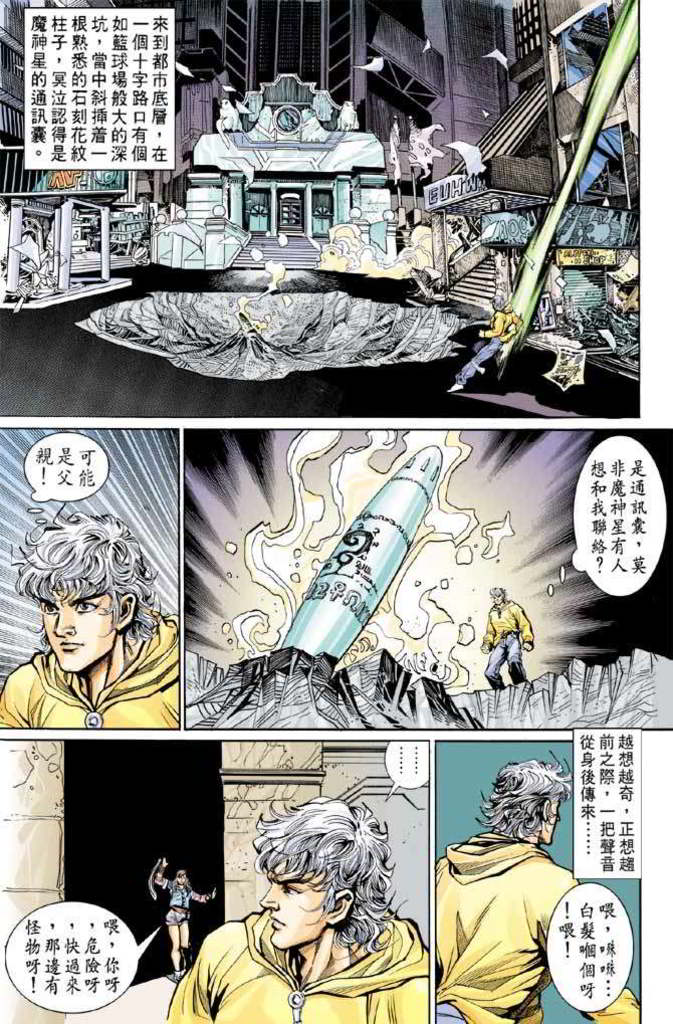 來到都市底層，在
一個十字路口有個
如籃球場般大的深
坑，當中斜揷着一
根熟悉的石刻花紋
柱子，冥泣認得是
魔神星的通訊囊。
是通訊囊，莫
非魔神星有人
想和我聯絡？
可能
是父
親！
越想越奇，正想趨
前之際，一把聲音
從身後傳來……
喂，咻咻…
白髮嗰個呀
！喂！
……
喂，你呀
，危險呀
，快過來
，那邊有
怪物呀！